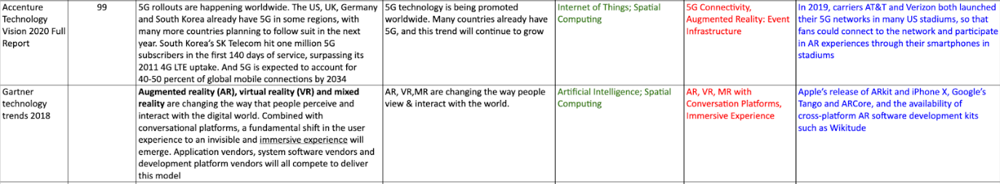 Accenture
Technology
Vision 2020 Full
Report
99
5G rollouts are happening worldwide. The US, UK, Germany
and South Korea already have 5G in some regions, with
many more countries planning to follow suit in the next
year. South Korea's SK Telecom hit one million 5G
subscribers in the first 140 days of service, surpassing its
2011 4G LTE uptake. And 5G is expected to account for
40-50 percent of global mobile connections by 2034
5G technology is being promoted
worldwide. Many countries already have
5G, and this trend will continue to grow
Internet of Things; Spatial
Computing
5G Connectivity,
Augmented Reality: Event
Infrastructure
In 2019, carriers AT&T and Verizon both launched
their 5G networks in many US stadiums, so that
fans could connect to the network and participate
in AR experiences through their smartphones in
stadiums
Gartner
technology
trends 2018
Augmented reality (AR), virtual reality (VR) and mixed
reality are changing the way that people perceive and
interact with the digital world. Combined with
conversational platforms, a fundamental shift in the user
experience to an invisible and immersive experience will
emerge. Application vendors, system software vendors and
development platform vendors will all compete to deliver
this model
AR, VR,MR are changing the way people
view & interact with the world.
Artificial Intelligence; Spatial
Computing
AR, VR, MR with
Conversation Platforms,
Immersive Experience
Apple's release of ARkit and iPhone X, Google's
Tango and ARCore, and the availability of
cross-platform AR software development kits
such as Wikitude